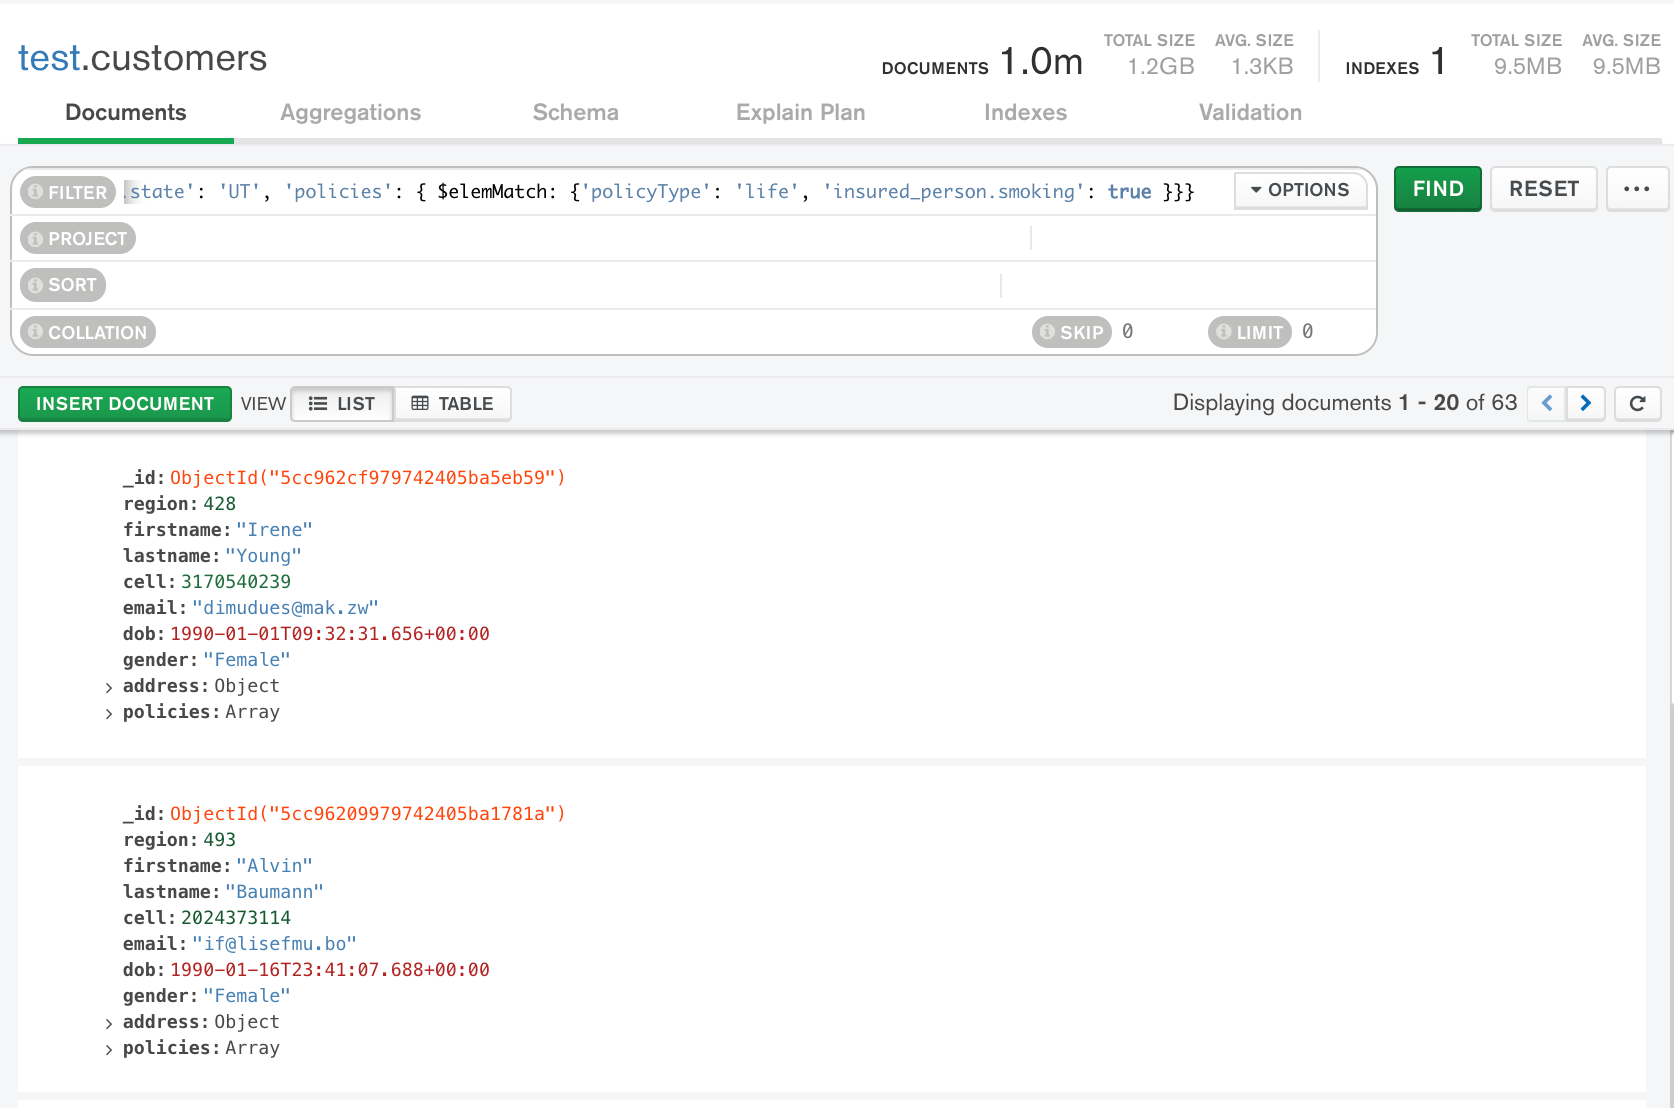 test.customers
DOCUMENTS 1.0m TOTAL SIZE 1.2GB AVG. SIZE 1.3KB INDEXES 1 TOTAL SIZE 9.5MB AVG. SIZE 9.5MB
Documents Aggregations Schema Explain Plan Indexes Validation
FILTER .state': 'UT', 'policies': { $elemMatch: {'policyType': 'life', 'insured_person.smoking': true }}} OPTIONS FIND RESET ...
PROJECT
SORT
COLLATION SKIP 0 LIMIT 0
INSERT DOCUMENT VIEW LIST TABLE Displaying documents 1 - 20 of 63
_id: ObjectId("5cc962cf979742405ba5eb59")
region: 428
firstname: "Irene"
lastname: "Young"
cell: 3170540239
email: "dimudues@mak.zw"
dob: 1990-01-01T09:32:31.656+00:00
gender: "Female"
> address: Object
> policies: Array
_id: ObjectId("5cc96209979742405ba1781a")
region: 493
firstname: "Alvin"
lastname: "Baumann"
cell: 2024373114
email: "if@lisefmu.bo"
dob: 1990-01-16T23:41:07.688+00:00
gender: "Female"
> address: Object
> policies: Array